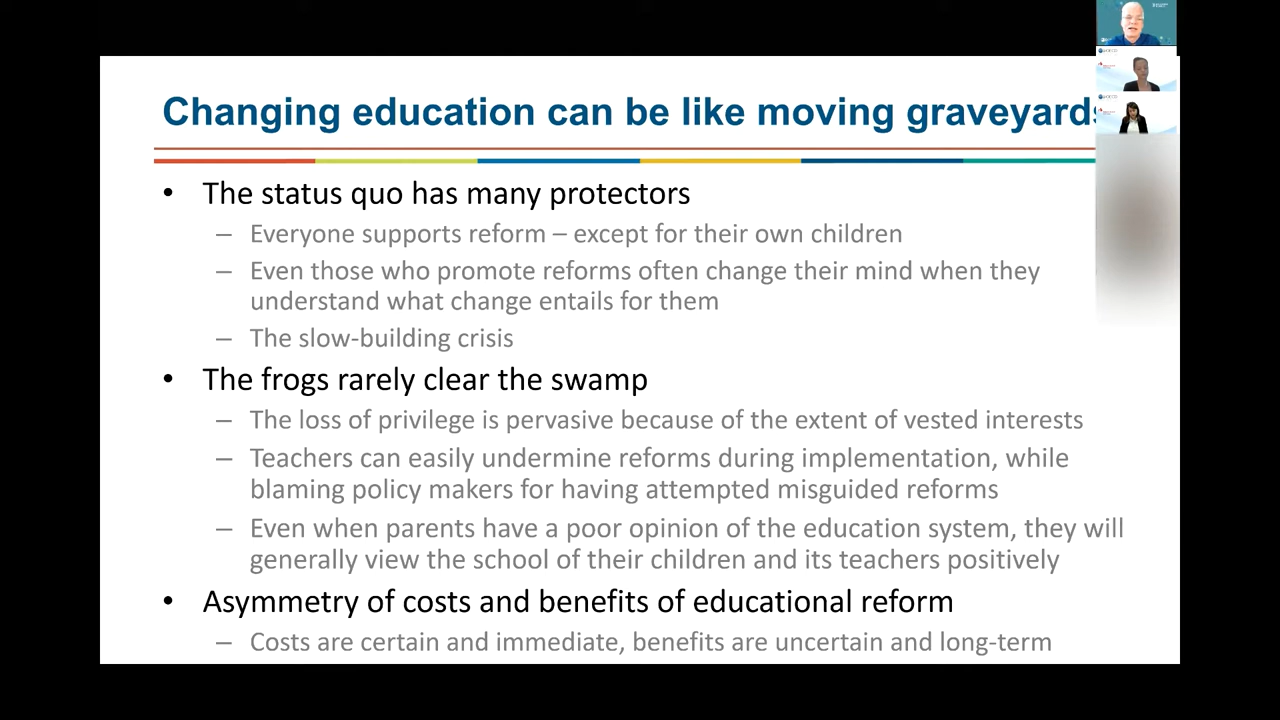 Changing education can be like moving graveyards
• The status quo has many protectors
– Everyone supports reform – except for their own children
– Even those who promote reforms often change their mind when they
understand what change entails for them
– The slow-building crisis
• The frogs rarely clear the swamp
– The loss of privilege is pervasive because of the extent of vested interests
– Teachers can easily undermine reforms during implementation, while
blaming policy makers for having attempted misguided reforms
– Even when parents have a poor opinion of the education system, they will
generally view the school of their children and its teachers positively
• Asymmetry of costs and benefits of educational reform
– Costs are certain and immediate, benefits are uncertain and long-term